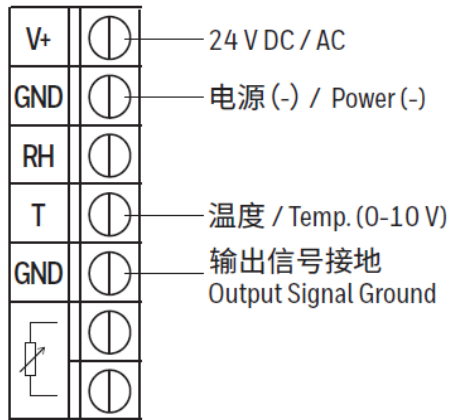 V+ 24 V DC / AC
GND 电源 (-) / Power (-)
RH
T 温度 / Temp. (0-10 V)
GND 输出信号接地
Output Signal Ground